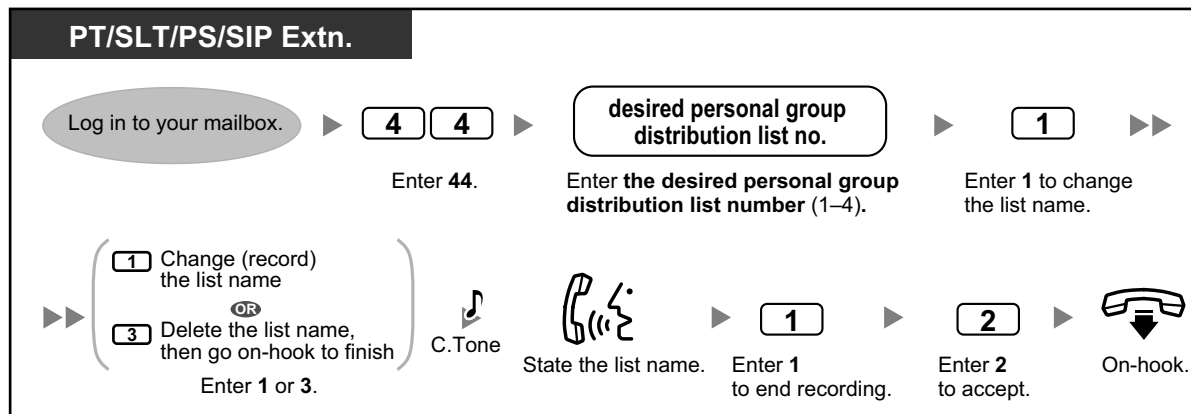 PT/SLT/PS/SIP Extn.
Log in to your mailbox.
4 4
desired personal group
distribution list no.
1
Enter 44.
Enter the desired personal group
distribution list number (1–4).
Enter 1 to change
the list name.
1 Change (record)
the list name
OR
3 Delete the list name,
then go on-hook to finish
Enter 1 or 3.
C.Tone
State the list name.
1
Enter 1
to end recording.
2
Enter 2
to accept.
On-hook.